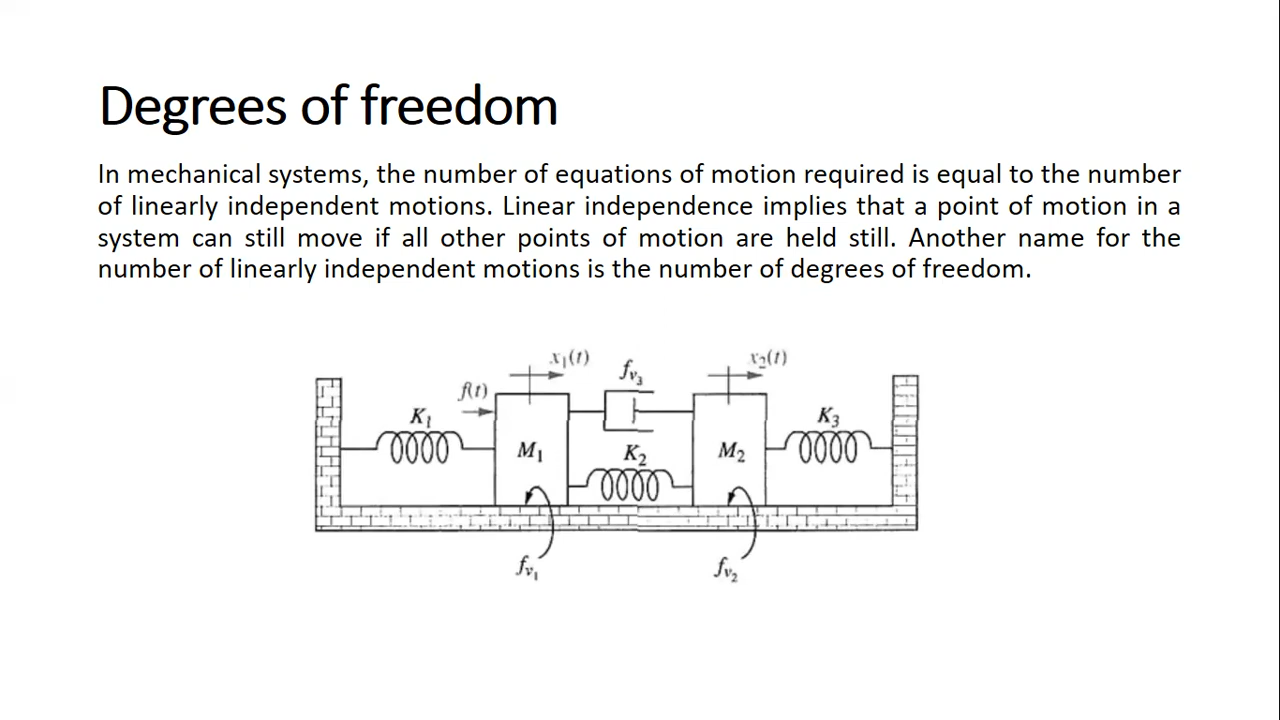 Degrees of freedom
In mechanical systems, the number of equations of motion required is equal to the number
of linearly independent motions. Linear independence implies that a point of motion in a
system can still move if all other points of motion are held still. Another name for the
number of linearly independent motions is the number of degrees of freedom.
x₁(t) x₂(t)
fᵥ₃
f(t)
K₁ K₃
M₁ K₂ M₂
fᵥ₁ fᵥ₂